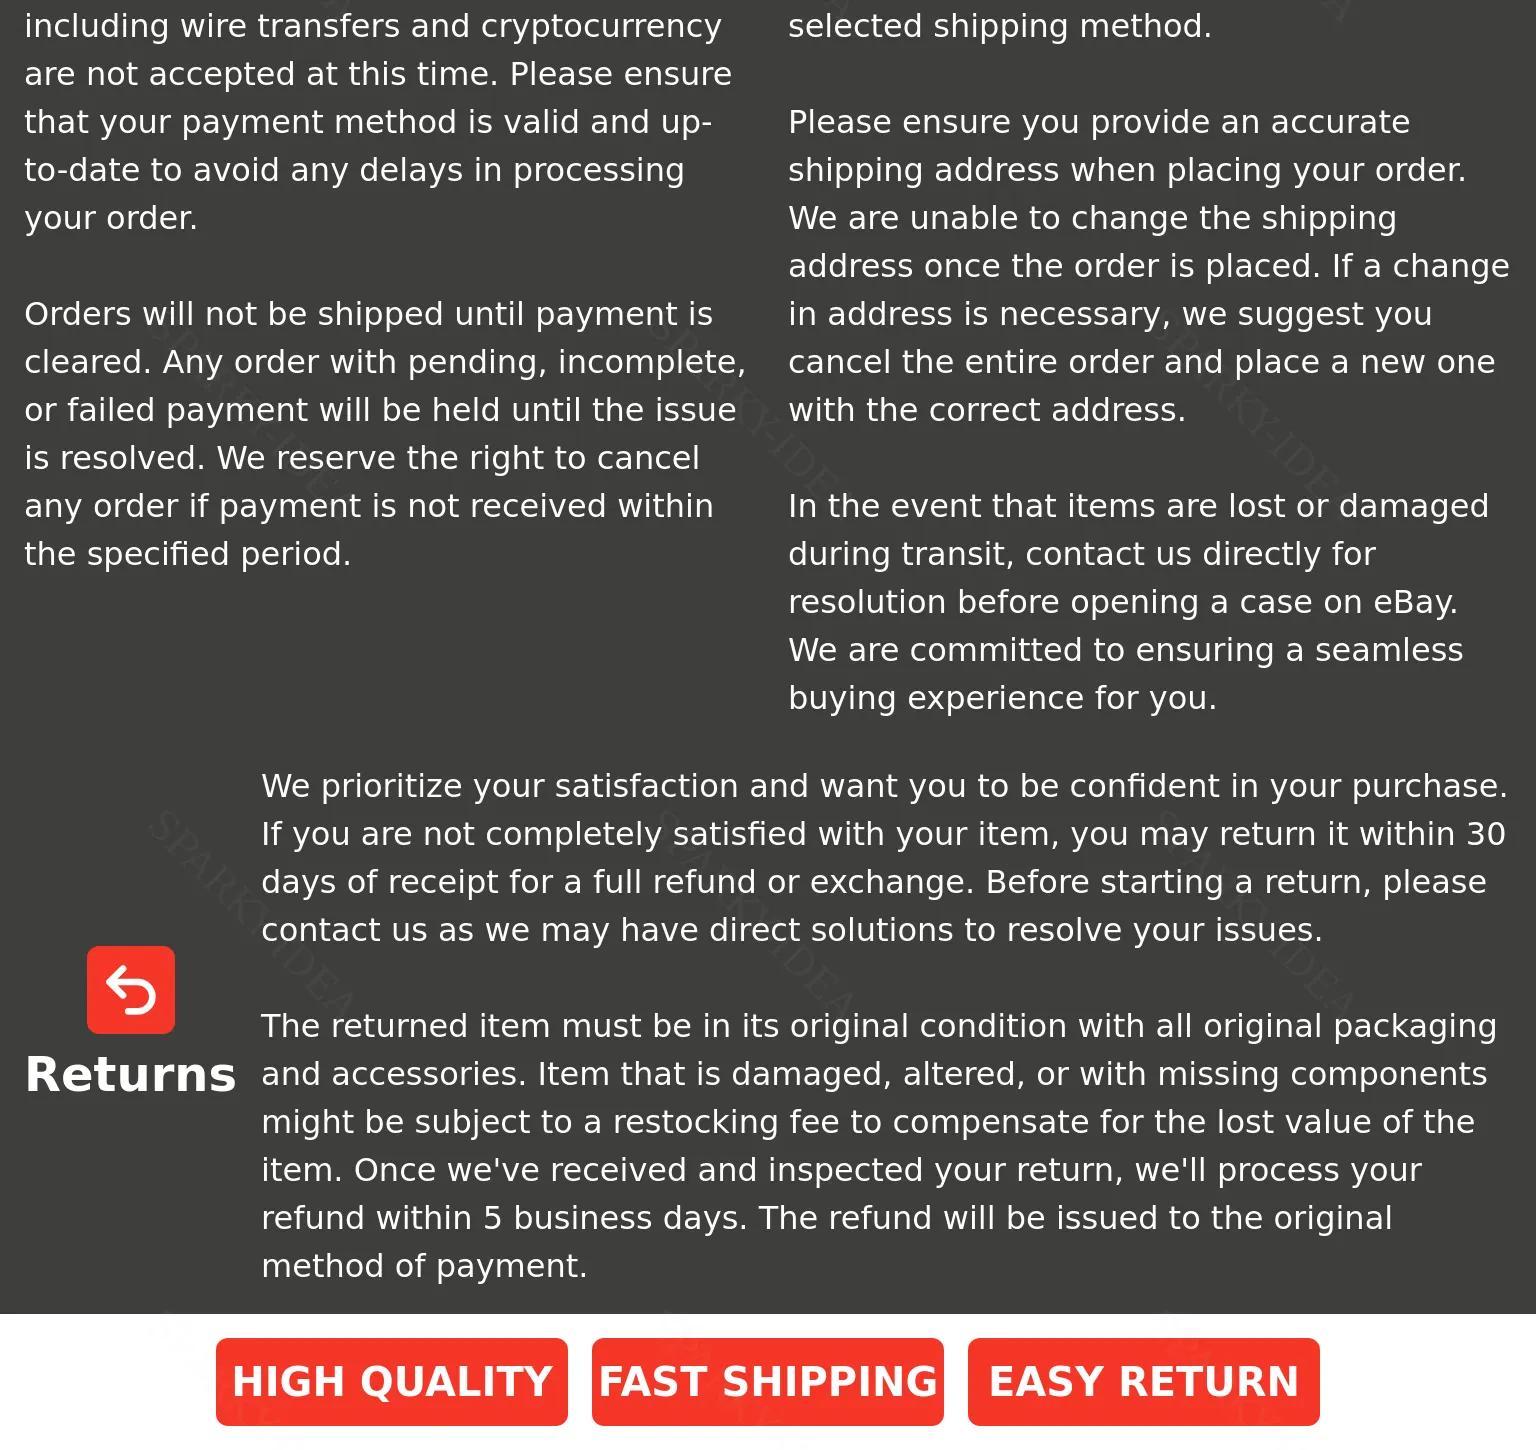 including wire transfers and cryptocurrency
are not accepted at this time. Please ensure
that your payment method is valid and up-
to-date to avoid any delays in processing
your order.
Orders will not be shipped until payment is
cleared. Any order with pending, incomplete,
or failed payment will be held until the issue
is resolved. We reserve the right to cancel
any order if payment is not received within
the specified period.
selected shipping method.
Please ensure you provide an accurate
shipping address when placing your order.
We are unable to change the shipping
address once the order is placed. If a change
in address is necessary, we suggest you
cancel the entire order and place a new one
with the correct address.
In the event that items are lost or damaged
during transit, contact us directly for
resolution before opening a case on eBay.
We are committed to ensuring a seamless
buying experience for you.
Returns
We prioritize your satisfaction and want you to be confident in your purchase.
If you are not completely satisfied with your item, you may return it within 30
days of receipt for a full refund or exchange. Before starting a return, please
contact us as we may have direct solutions to resolve your issues.
The returned item must be in its original condition with all original packaging
and accessories. Item that is damaged, altered, or with missing components
might be subject to a restocking fee to compensate for the lost value of the
item. Once we've received and inspected your return, we'll process your
refund within 5 business days. The refund will be issued to the original
method of payment.
HIGH QUALITY
FAST SHIPPING
EASY RETURN
SPARKY-IDEA
SPARKY-IDEA
SPARKY-IDEA
SPARKY-IDEA
SPARKY-IDEA
SPARKY-IDEA